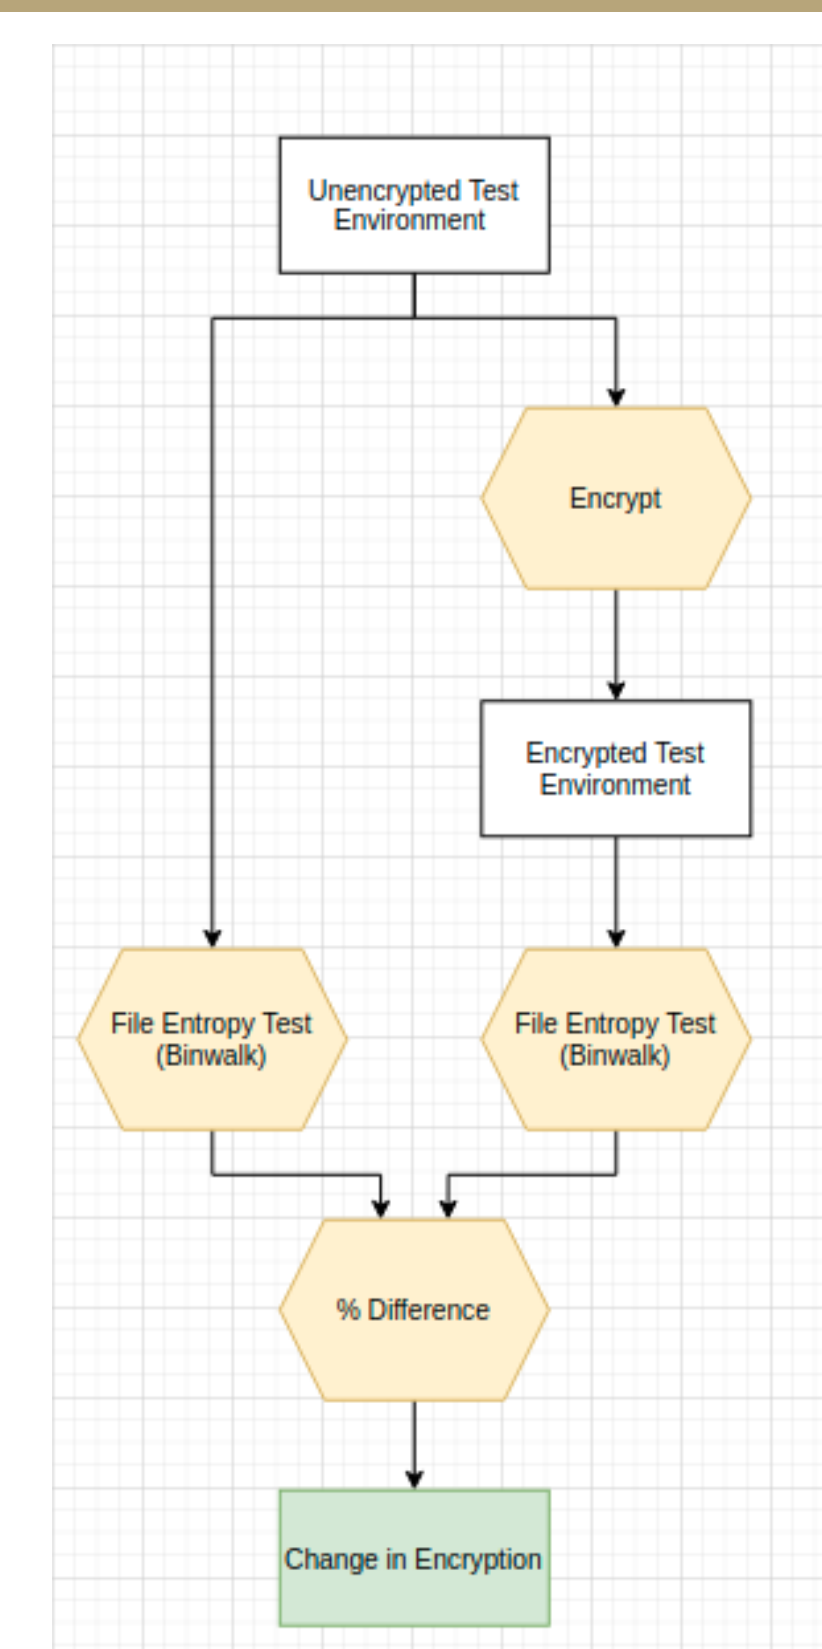 Unencrypted Test
Environment
Encrypt
Encrypted Test
Environment
File Entropy Test
(Binwalk)
File Entropy Test
(Binwalk)
% Difference
Change in Encryption